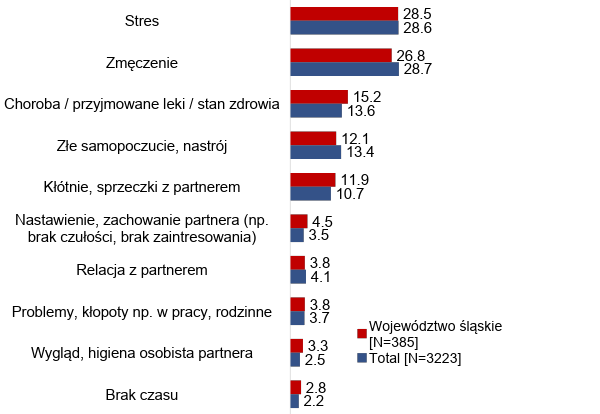 Stres
28.5
28.6
Zmęczenie
26.8
28.7
Choroba / przyjmowane leki / stan zdrowia
15.2
13.6
Złe samopoczucie, nastrój
12.1
13.4
Kłótnie, sprzeczki z partnerem
11.9
10.7
Nastawienie, zachowanie partnera (np.
brak czułości, brak zaintresowania)
4.5
3.5
Relacja z partnerem
3.8
4.1
Problemy, kłopoty np. w pracy, rodzinne
3.8
3.7
Wygląd, higiena osobista partnera
3.3
2.5
Brak czasu
2.8
2.2
Województwo śląskie
[N=385]
Total [N=3223]